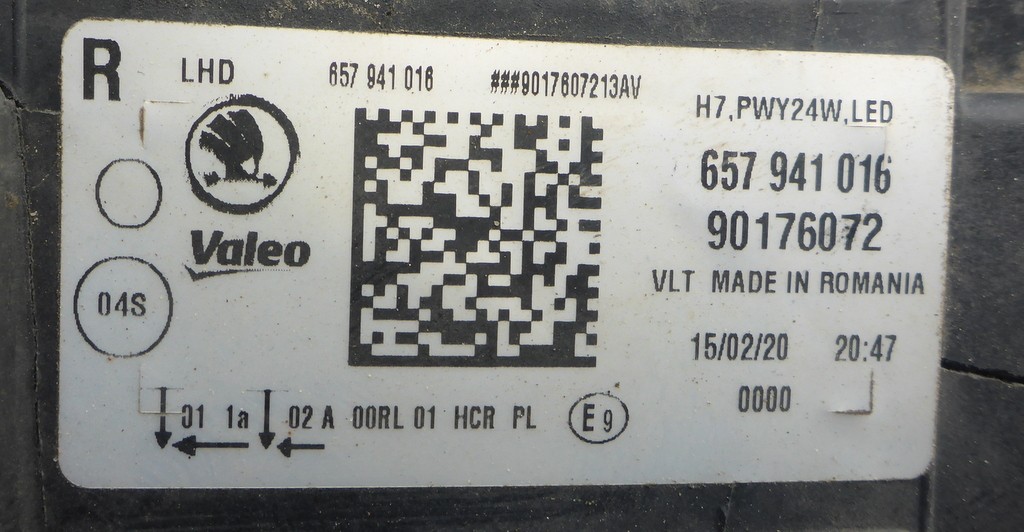 R
LHD
657 941 016
###9017607213AV
Valeo
04S
H7,PWY24W,LED
657 941 016
90176072
VLT MADE IN ROMANIA
15/02/20 20:47
0000
01 1a 02 A 00RL 01 HCR PL E9